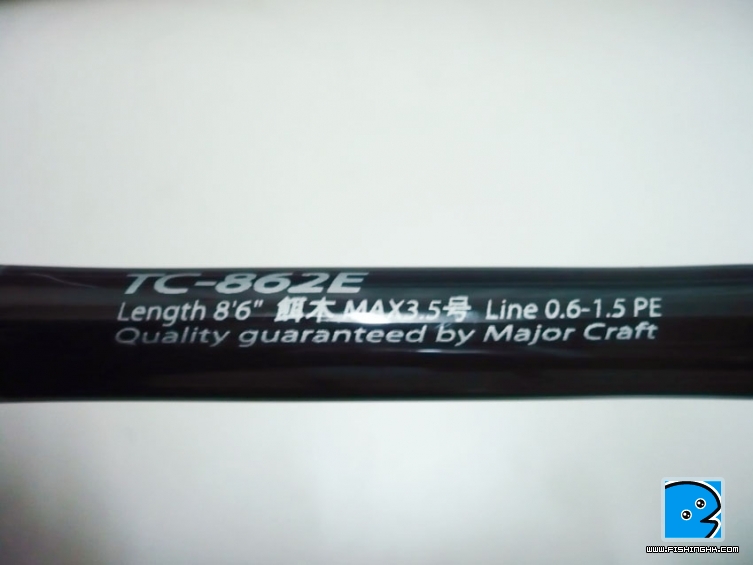 TC-862E
Length 8'6" 餌木 MAX3.5号 Line 0.6-1.5 PE
Quality guaranteed by Major Craft
www.FISHINGHK.com